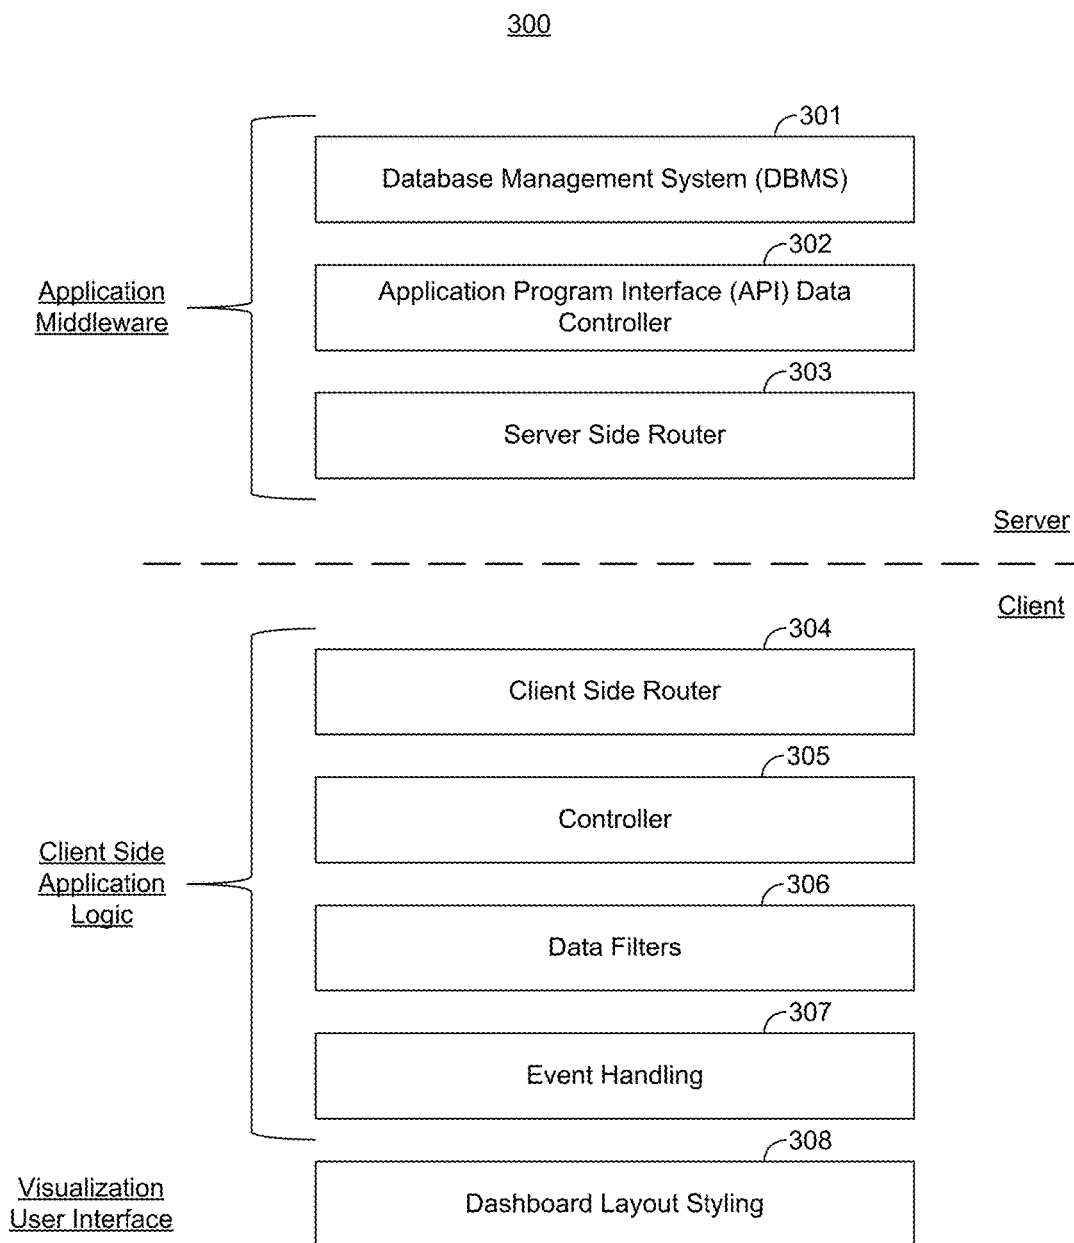 300
301
Database Management System (DBMS)
302
Application Program Interface (API) Data
Controller
Application
Middleware
303
Server Side Router
Server
Client
304
Client Side Router
305
Controller
Client Side
Application
Logic
306
Data Filters
307
Event Handling
308
Dashboard Layout Styling
Visualization
User Interface